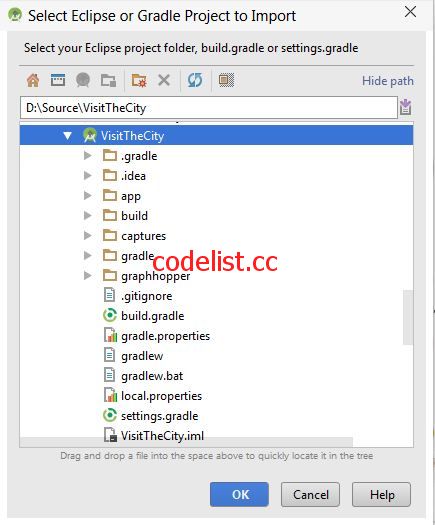 Select Eclipse or Gradle Project to Import
Select your Eclipse project folder, build.gradle or settings.gradle
Hide path
D:\Source\VisitTheCity
VisitTheCity
.gradle
.idea
app
build
captures
gradle
codelist.cc
graphhopper
.gitignore
build.gradle
gradle.properties
gradlew
gradlew.bat
local.properties
settings.gradle
VisitTheCity.iml
Drag and drop a file into the space above to quickly locate it in the tree
OK Cancel Help